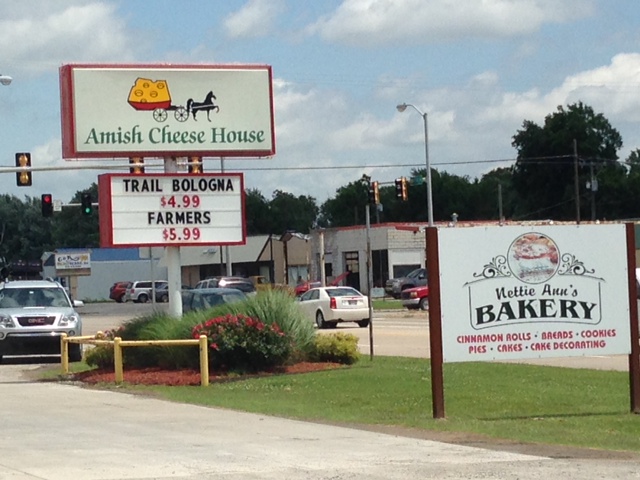 Amish Cheese House
TRAIL BOLOGNA
$4.99
FARMERS
$5.99
Nettie Ann's
BAKERY
CINNAMON ROLLS • BREADS • COOKIES
PIES • CAKES • CAKE DECORATING